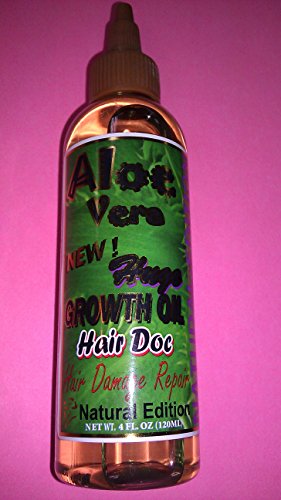 Aloe
Vera
NEW!
Huge
GROWTH OIL
Hair Doc
Hair Damage Repair
Natural Edition
NET WT. 4 FL. OZ (120ML)